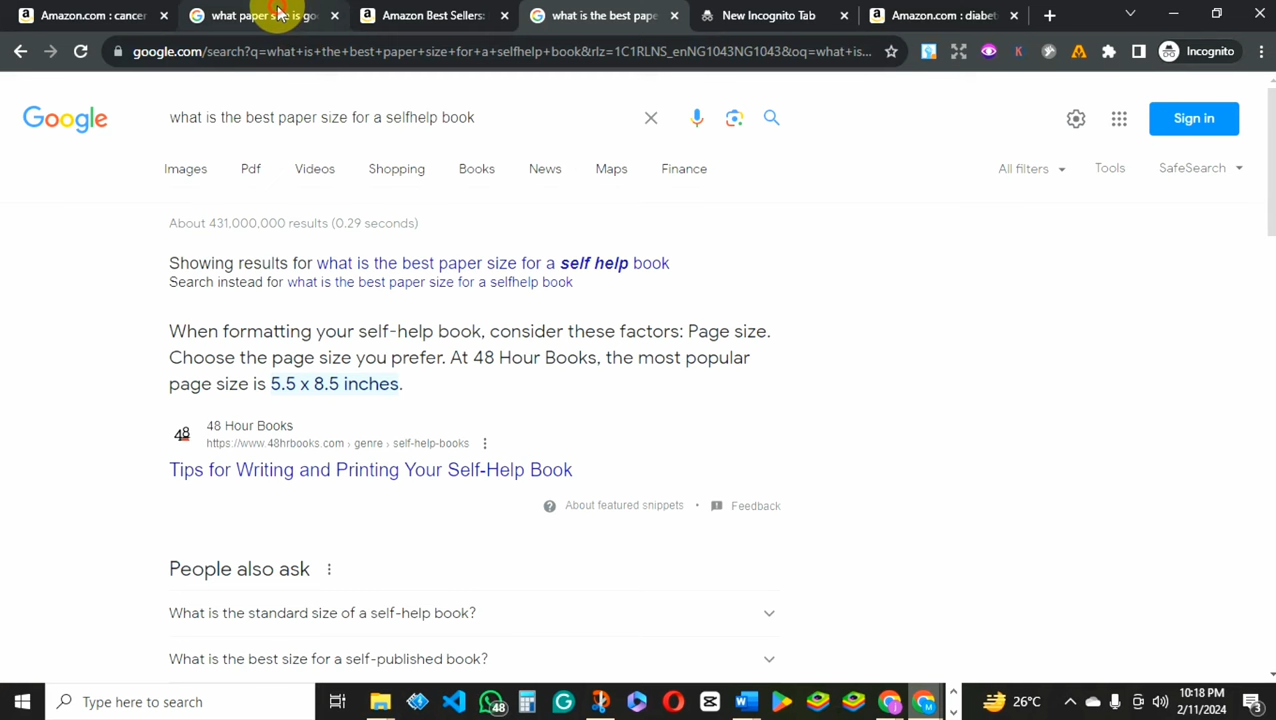 Amazon.com : cancer
what paper size is go
Amazon Best Sellers:
what is the best pape
New Incognito Tab
Amazon.com : diabet
google.com/search?q=what+is+the+best+paper+size+for+a+selfhelp+book&rlz=1C1RLNS_enNG1043NG1043&oq=what+is...
Incognito
Google
what is the best paper size for a selfhelp book
Sign in
Images
Pdf
Videos
Shopping
Books
News
Maps
Finance
All filters
Tools
SafeSearch
About 431,000,000 results (0.29 seconds)
Showing results for what is the best paper size for a self help book
Search instead for what is the best paper size for a selfhelp book
When formatting your self-help book, consider these factors: Page size.
Choose the page size you prefer. At 48 Hour Books, the most popular
page size is 5.5 x 8.5 inches.
48 Hour Books
https://www.48hrbooks.com › genre › self-help-books
Tips for Writing and Printing Your Self-Help Book
About featured snippets
Feedback
People also ask
What is the standard size of a self-help book?
What is the best size for a self-published book?
Type here to search
48
26°C
10:18 PM
2/11/2024
3